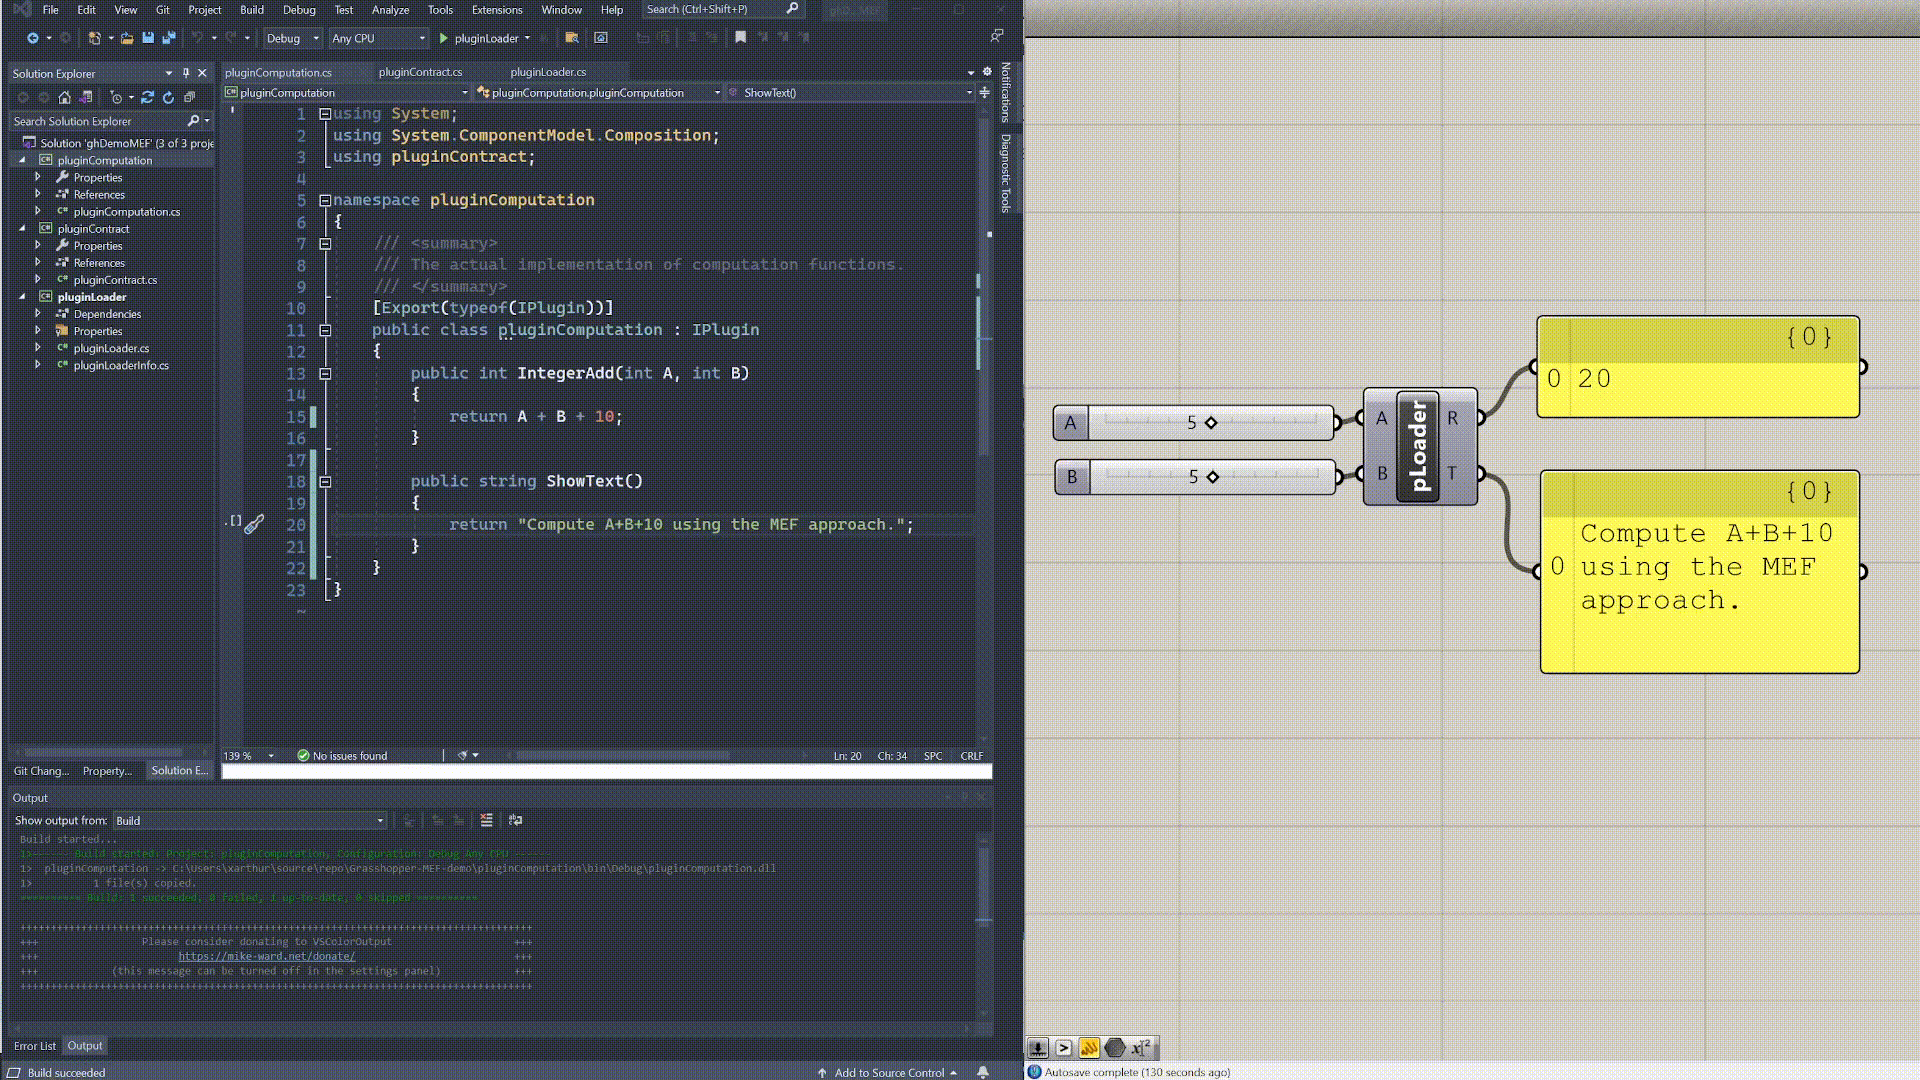 File Edit View Git Project Build Debug Test Analyze Tools Extensions Window Help Search (Ctrl+Shift+P)
Debug Any CPU pluginLoader
Solution Explorer
Search Solution Explorer
Solution 'ghDemoMEF' (3 of 3 proje
pluginComputation
Properties
References
pluginComputation.cs
pluginContract
Properties
References
pluginContract.cs
pluginLoader
Dependencies
Properties
pluginLoader.cs
pluginLoaderInfo.cs
Git Chang... Property... Solution E...
pluginComputation.cs pluginContract.cs pluginLoader.cs
pluginComputation pluginComputation.pluginComputation ShowText()
1 using System;
2 using System.ComponentModel.Composition;
3 using pluginContract;
4
5 namespace pluginComputation
6 {
7 /// <summary>
8 /// The actual implementation of computation functions.
9 /// </summary>
10 [Export(typeof(IPlugin))]
11 public class pluginComputation : IPlugin
12 {
13 public int IntegerAdd(int A, int B)
14 {
15 return A + B + 10;
16 }
17
18 public string ShowText()
19 {
20 return "Compute A+B+10 using the MEF approach.";
21 }
22 }
23 }
~
139 % No issues found Ln: 20 Ch: 34 SPC CRLF
Notifications
Diagnostic Tools
Output
Show output from: Build
Build started...
1>------ Build started: Project: pluginComputation, Configuration: Debug Any CPU ------
1> pluginComputation -> C:\Users\xarthur\source\repo\Grasshopper-MEF-demo\pluginComputation\bin\Debug\pluginComputation.dll
1> 1 file(s) copied.
========== Build: 1 succeeded, 0 failed, 1 up-to-date, 0 skipped ==========
+++ Please consider donating to VSColorOutput +++
+++ https://mike-ward.net/donate/ +++
+++ (this message can be turned off in the settings panel) +++
Error List Output
Build succeeded Add to Source Control
A 5
B 5
A B pLoader R T
{0}
0 20
{0}
0 Compute A+B+10
using the MEF
approach.
Autosave complete (130 seconds ago)